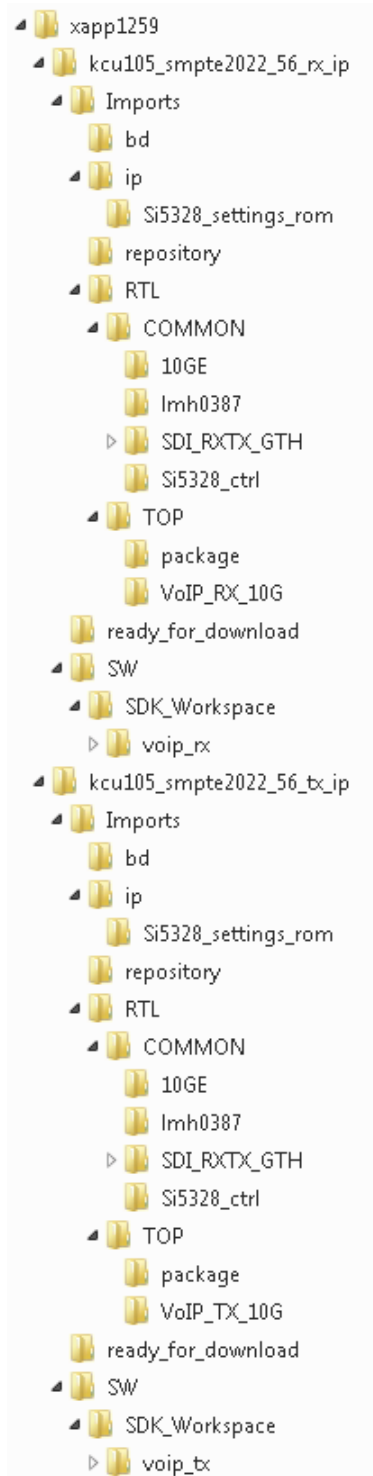 xapp1259
kcu105_smpte2022_56_rx_ip
Imports
bd
ip
Si5328_settings_rom
repository
RTL
COMMON
10GE
lmh0387
SDI_RXTX_GTH
Si5328_ctrl
TOP
package
VoIP_RX_10G
ready_for_download
SW
SDK_Workspace
voip_rx
kcu105_smpte2022_56_tx_ip
Imports
bd
ip
Si5328_settings_rom
repository
RTL
COMMON
10GE
lmh0387
SDI_RXTX_GTH
Si5328_ctrl
TOP
package
VoIP_TX_10G
ready_for_download
SW
SDK_Workspace
voip_tx